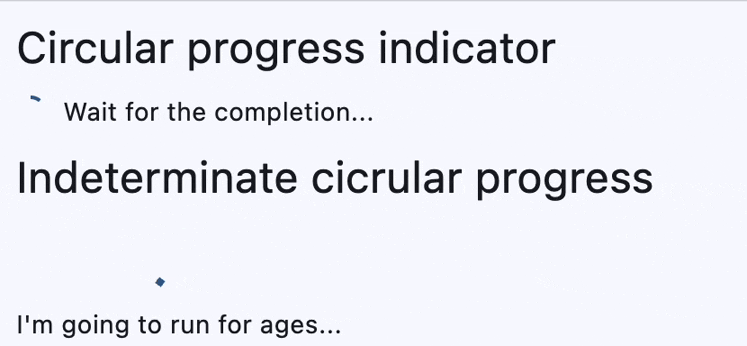 Circular progress indicator
Wait for the completion...
Indeterminate cicrular progress
I'm going to run for ages...